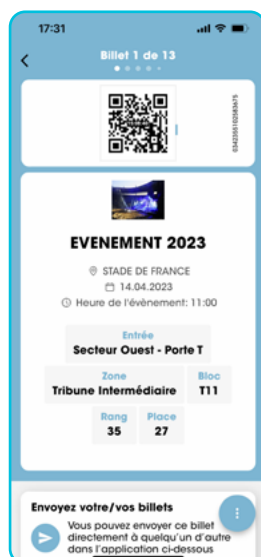 17:31
Billet 1 de 13
EVENEMENT 2023
STADE DE FRANCE
14.04.2023
Heure de l'évènement: 11:00
Entrée
Secteur Ouest - Porte T
Zone
Tribune Intermédiaire
Bloc
T11
Rang
35
Place
27
Envoyez votre/vos billets
Vous pouvez envoyer ce billet
directement à quelqu'un d'autre
dans l'application ci-dessous